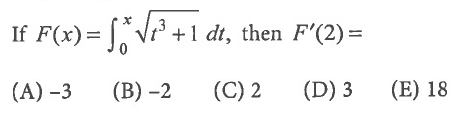 If F(x) = ∫₀ˣ √(t³ + 1) dt, then F′(2) =
(A) –3 (B) –2 (C) 2 (D) 3 (E) 18